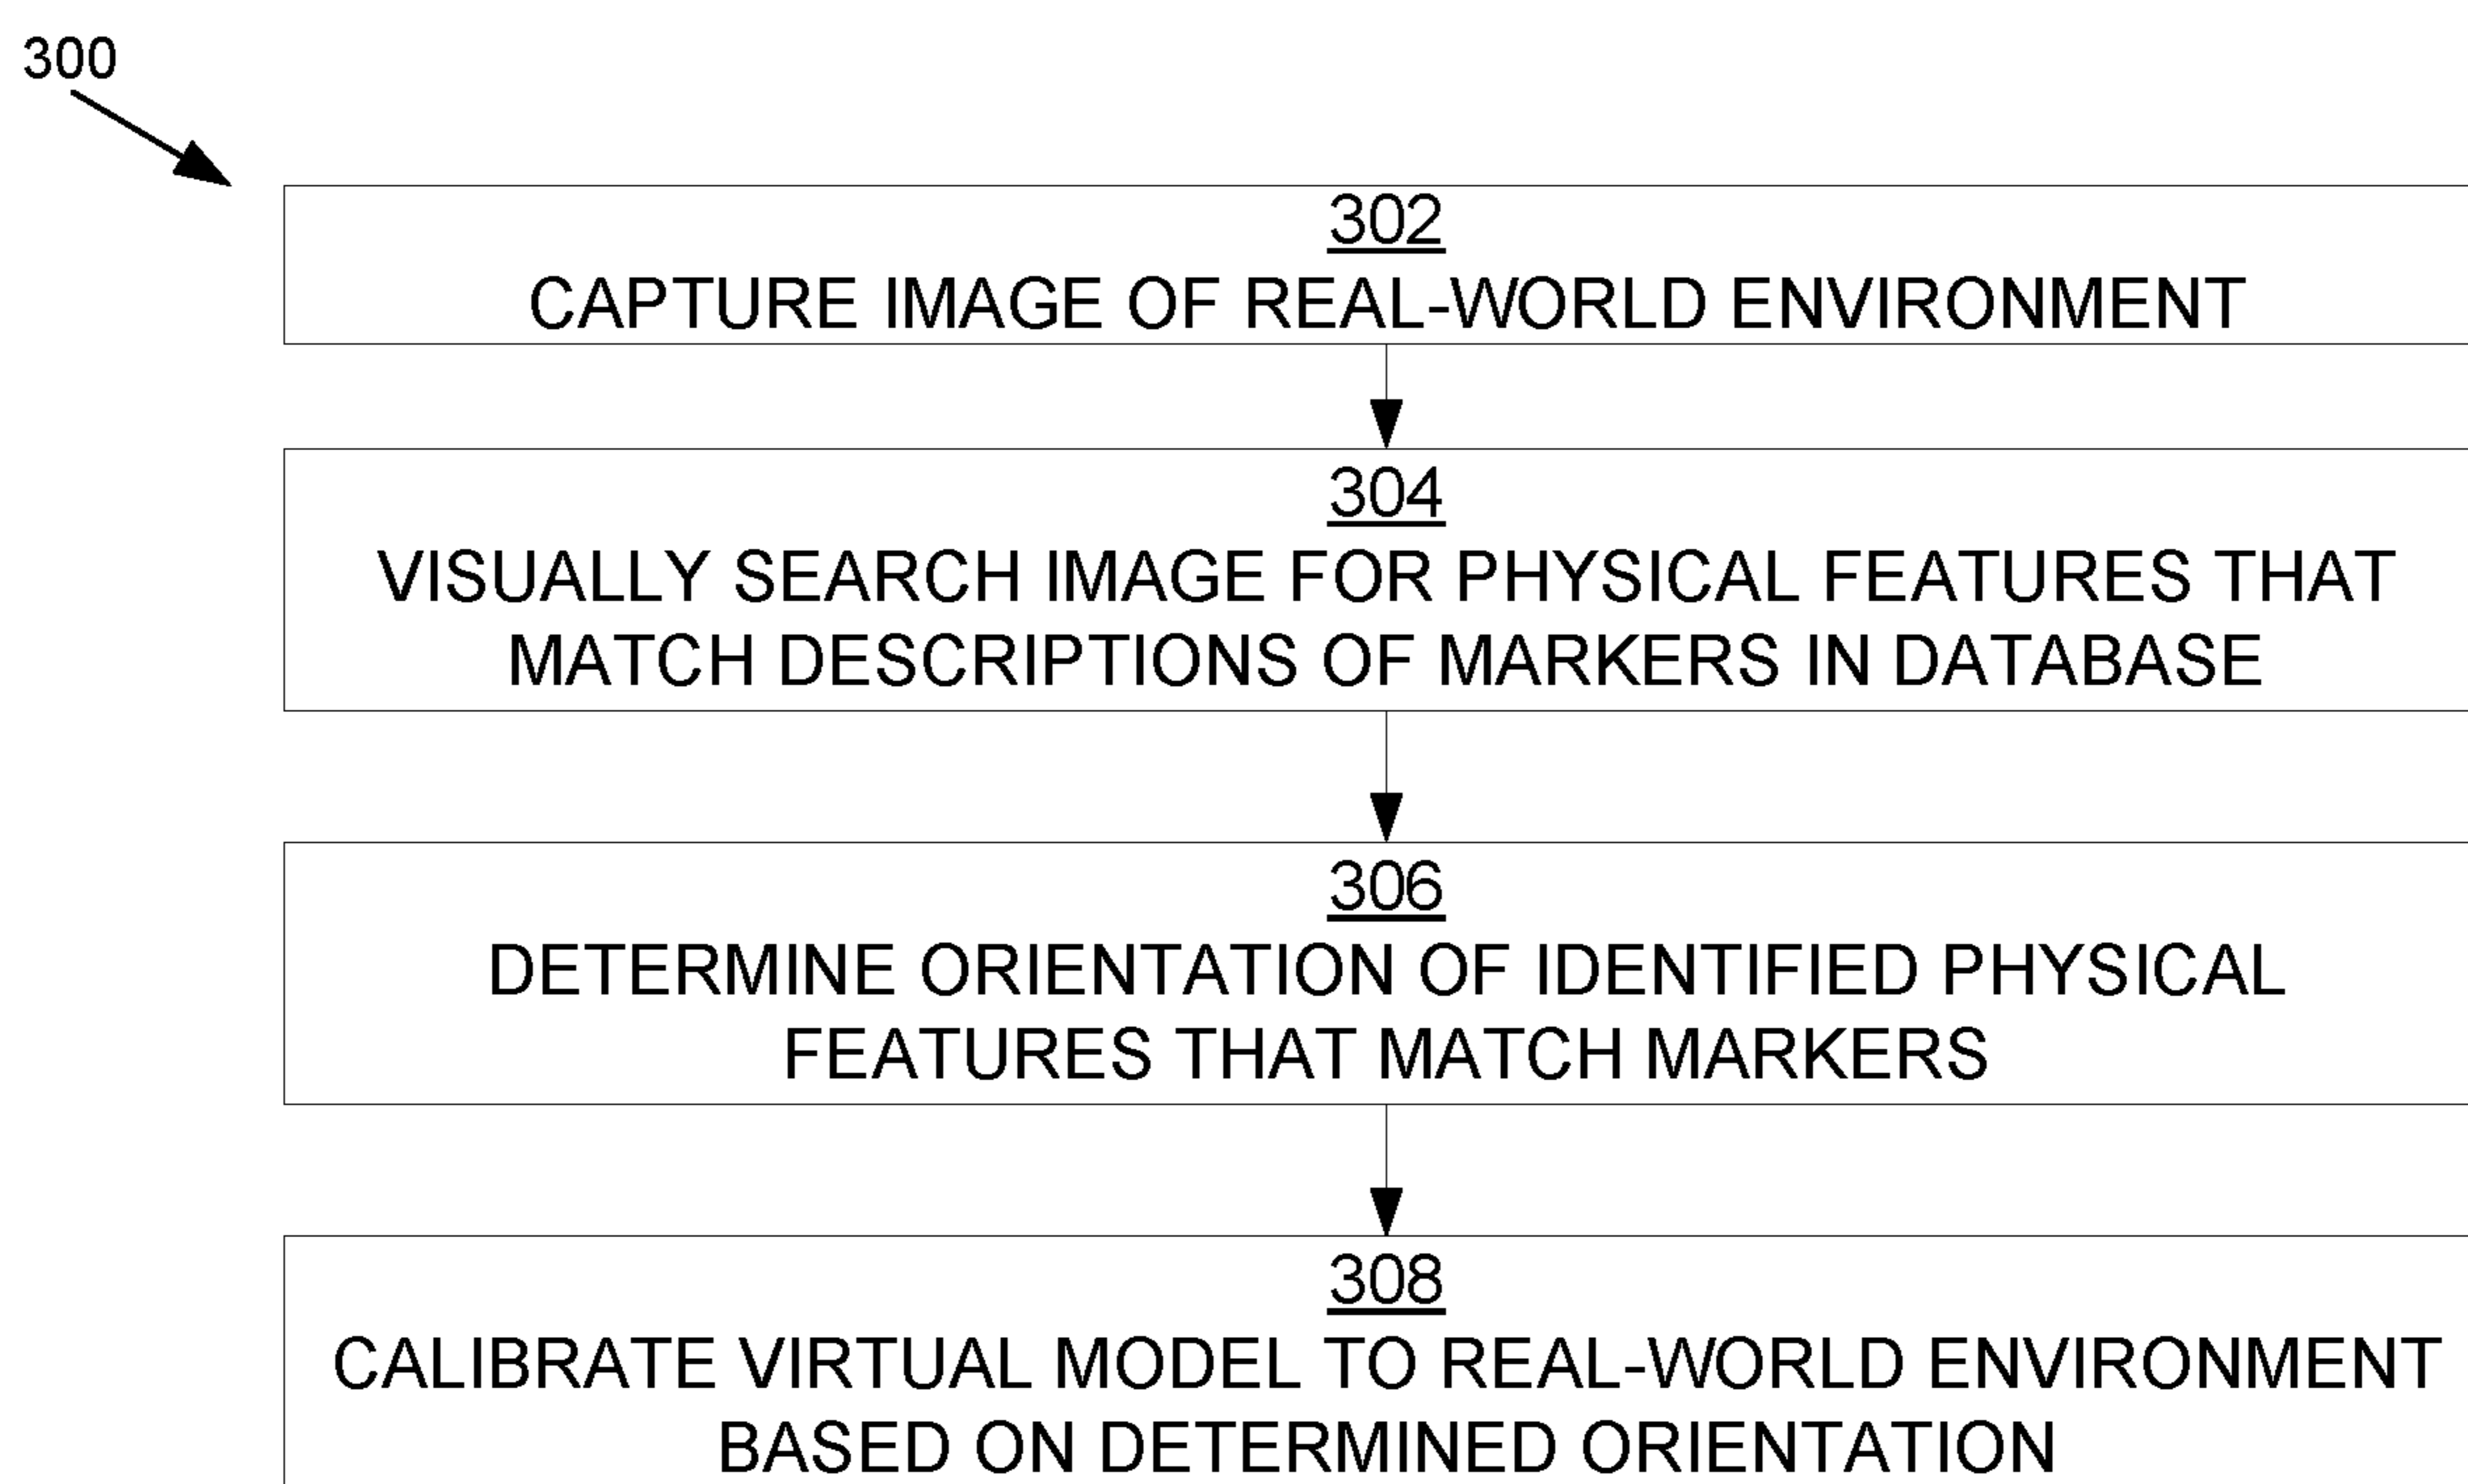 300
302
CAPTURE IMAGE OF REAL-WORLD ENVIRONMENT
304
VISUALLY SEARCH IMAGE FOR PHYSICAL FEATURES THAT
MATCH DESCRIPTIONS OF MARKERS IN DATABASE
306
DETERMINE ORIENTATION OF IDENTIFIED PHYSICAL
FEATURES THAT MATCH MARKERS
308
CALIBRATE VIRTUAL MODEL TO REAL-WORLD ENVIRONMENT
BASED ON DETERMINED ORIENTATION